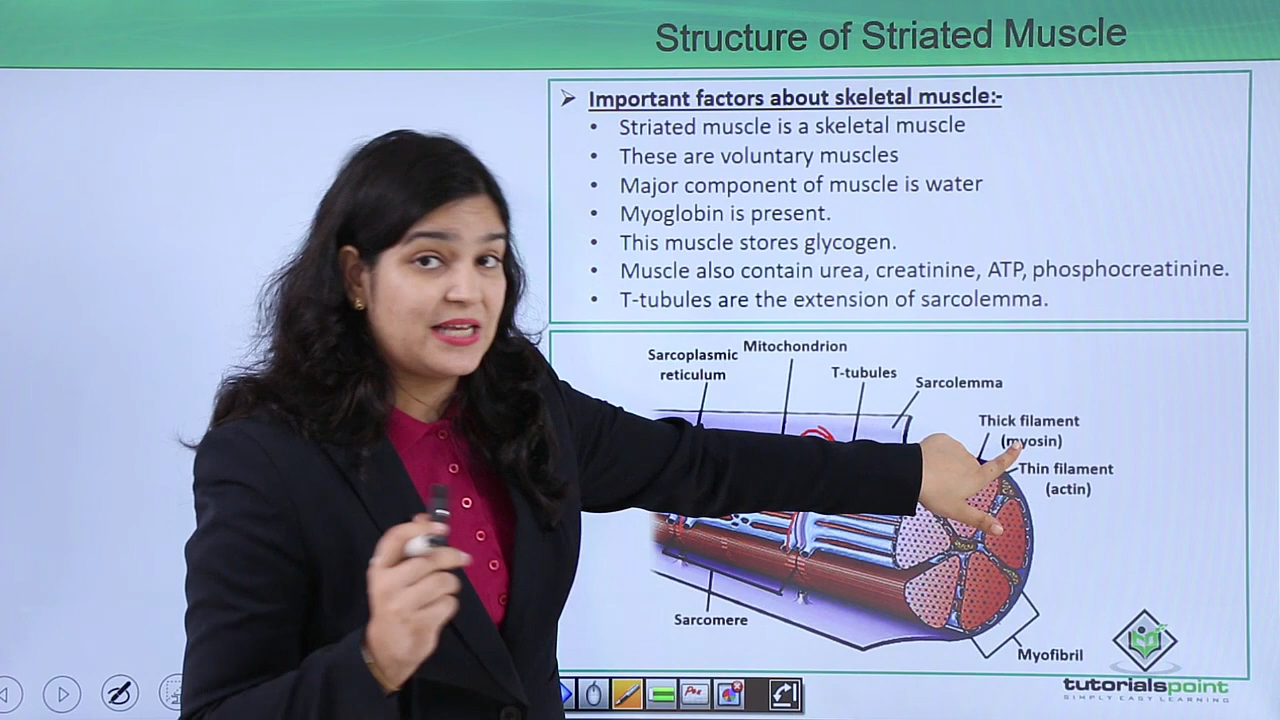 Structure of Striated Muscle
➢ Important factors about skeletal muscle:-
• Striated muscle is a skeletal muscle
• These are voluntary muscles
• Major component of muscle is water
• Myoglobin is present.
• This muscle stores glycogen.
• Muscle also contain urea, creatinine, ATP, phosphocreatinine.
• T-tubules are the extension of sarcolemma.
Sarcoplasmic
reticulum
Mitochondrion
T-tubules
Sarcolemma
Thick filament
(myosin)
Thin filament
(actin)
Sarcomere
Myofibril
tutorialspoint
SIMPLY EASY LEARNING